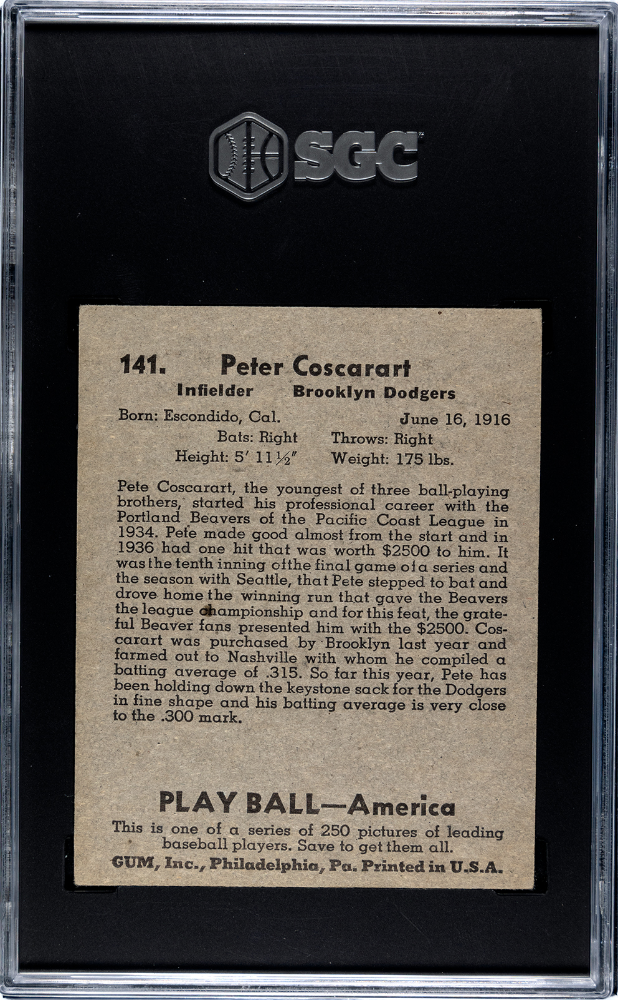 SGC
141. Peter Coscarart
Infielder Brooklyn Dodgers
Born: Escondido, Cal. June 16, 1916
Bats: Right Throws: Right
Height: 5' 11½" Weight: 175 lbs.
Pete Coscarart, the youngest of three ball-playing
brothers, started his professional career with the
Portland Beavers of the Pacific Coast League in
1934. Pete made good almost from the start and in
1936 had one hit that was worth $2500 to him. It
was the tenth inning of the final game of a series and
the season with Seattle, that Pete stepped to bat and
drove home the winning run that gave the Beavers
the league championship and for this feat, the grate-
ful Beaver fans presented him with the $2500. Cos-
carart was purchased by Brooklyn last year and
farmed out to Nashville with whom he compiled a
batting average of .315. So far this year, Pete has
been holding down the keystone sack for the Dodgers
in fine shape and his batting average is very close
to the .300 mark.
PLAY BALL—America
This is one of a series of 250 pictures of leading
baseball players. Save to get them all.
GUM, Inc., Philadelphia, Pa. Printed in U.S.A.